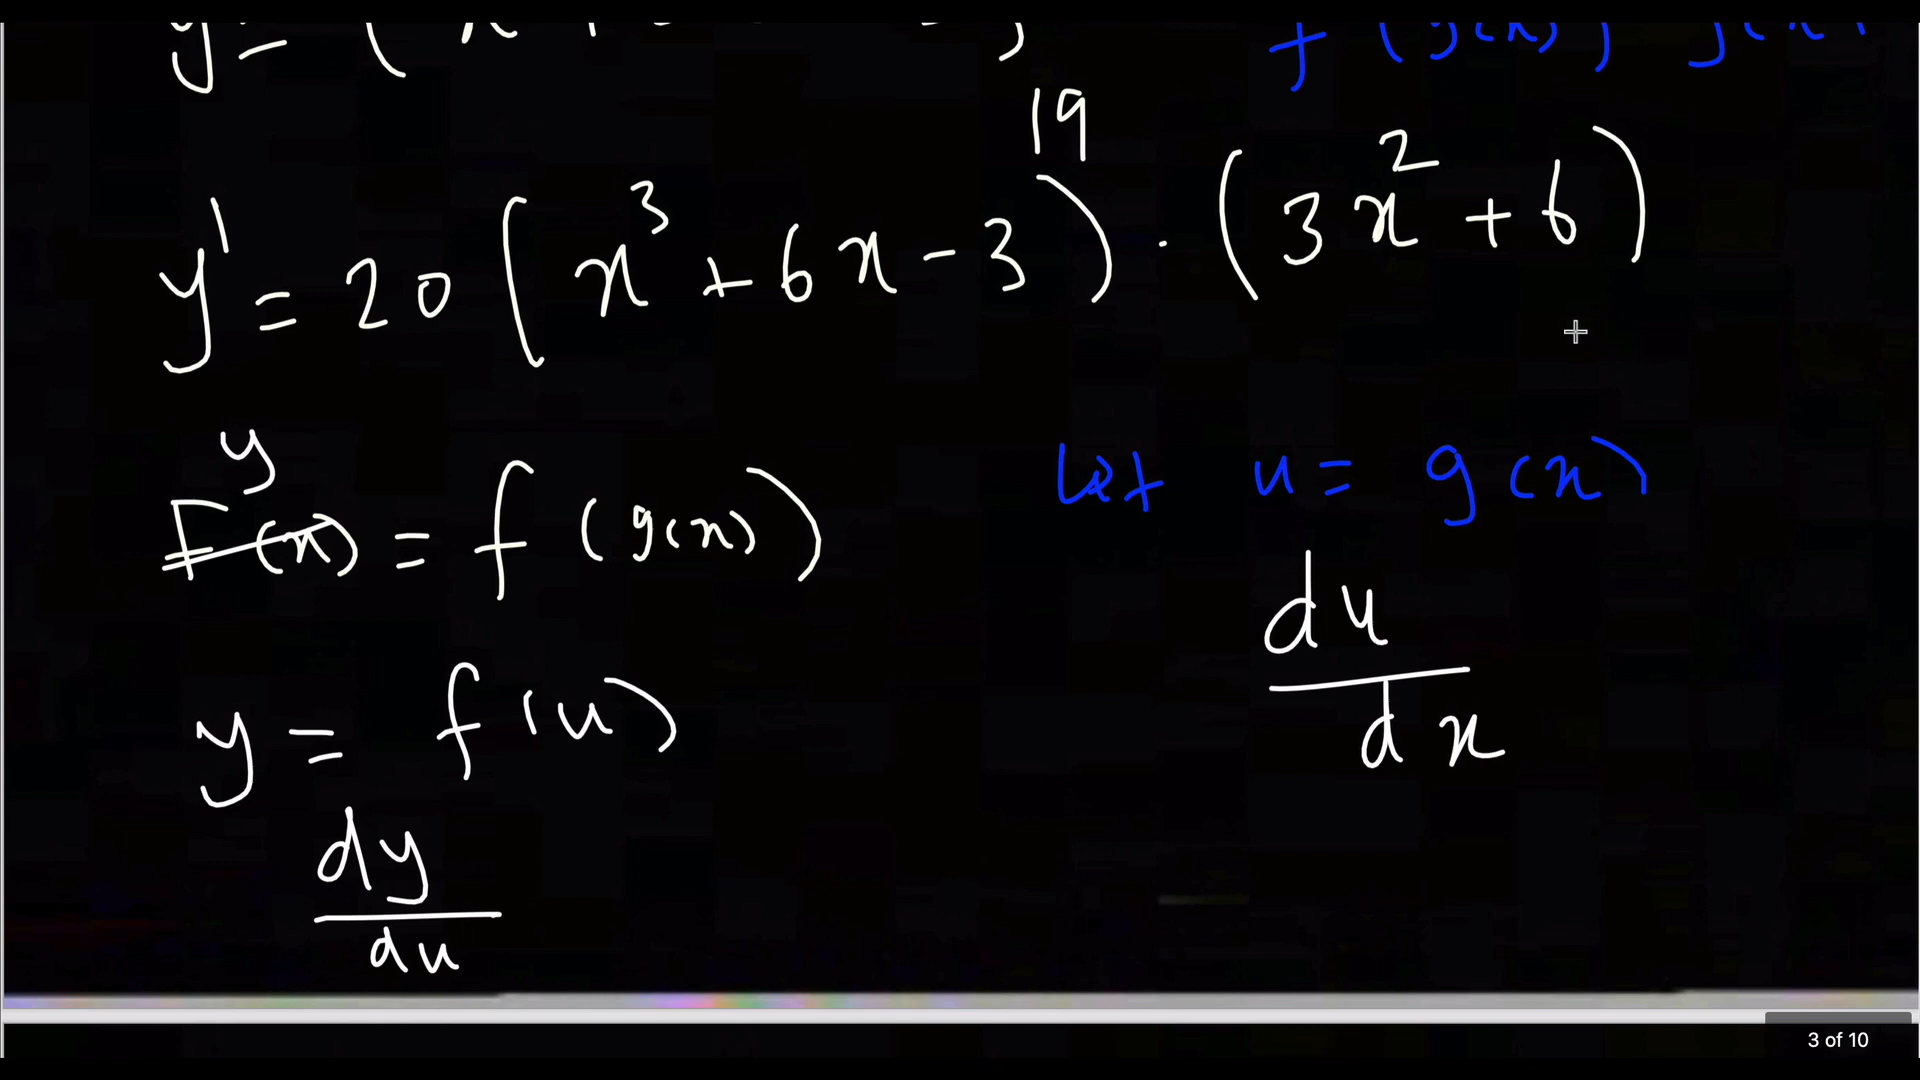 y =
f'(g(x)) g'(x)
y' = 20 (x³ + 6x - 3)¹⁹ · (3x² + 6)
y
F(x) = f(g(x))
let u = g(x)
du
dx
y = f(u)
dy
du
3 of 10